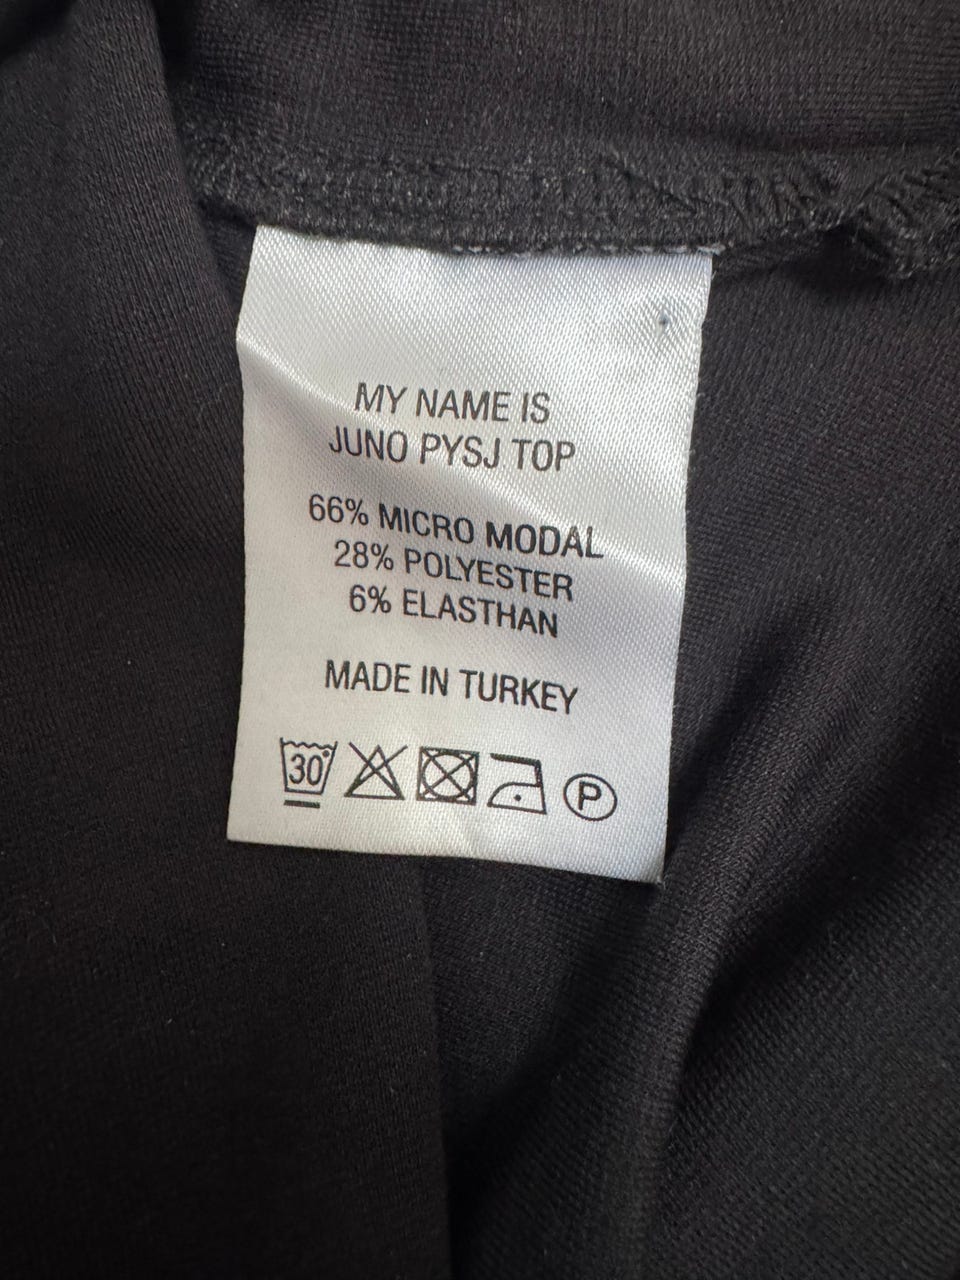 MY NAME IS
JUNO PYSJ TOP
66% MICRO MODAL
28% POLYESTER
6% ELASTHAN
MADE IN TURKEY
30° P